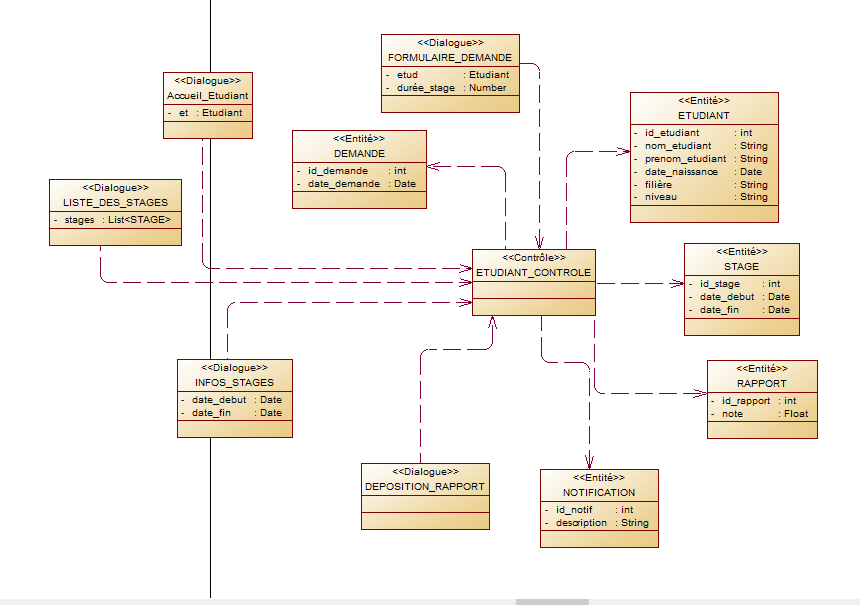 <<Dialogue>>
FORMULAIRE_DEMANDE
- etud : Etudiant
- durée_stage : Number
<<Dialogue>>
Accueil_Etudiant
- et : Etudiant
<<Entité>>
ETUDIANT
- id_etudiant : int
- nom_etudiant : String
- prenom_etudiant : String
- date_naissance : Date
- filière : String
- niveau : String
<<Entité>>
DEMANDE
- id_demande : int
- date_demande : Date
<<Dialogue>>
LISTE_DES_STAGES
- stages : List<STAGE>
<<Contrôle>>
ETUDIANT_CONTROLE
<<Entité>>
STAGE
- id_stage : int
- date_debut : Date
- date_fin : Date
<<Dialogue>>
INFOS_STAGES
- date_debut : Date
- date_fin : Date
<<Entité>>
RAPPORT
- id_rapport : int
- note : Float
<<Dialogue>>
DEPOSITION_RAPPORT
<<Entité>>
NOTIFICATION
- id_notif : int
- description : String